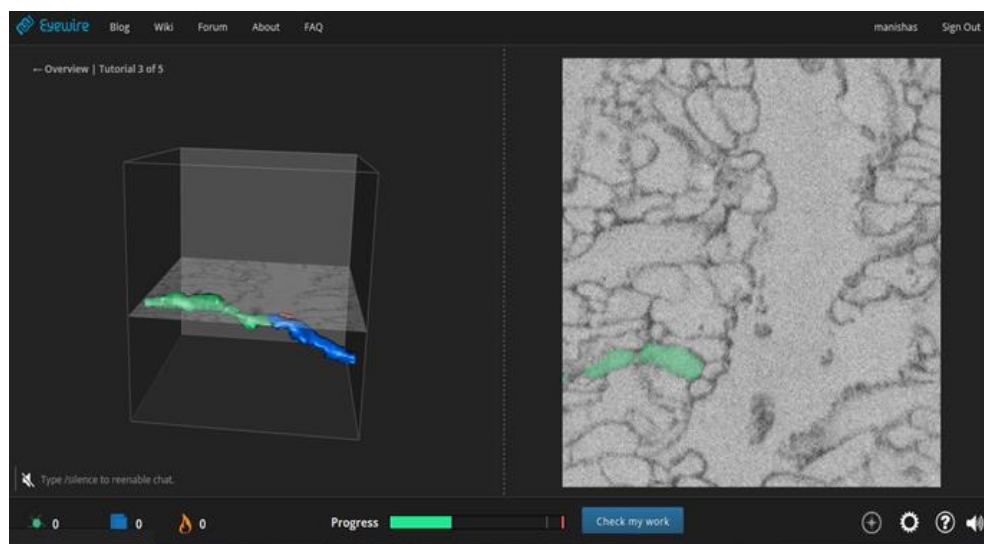 Eyewire Blog Wiki Forum About FAQ manishas Sign Out
← Overview | Tutorial 3 of 5
Type /silence to reenable chat.
0 0 0 Progress Check my work ?